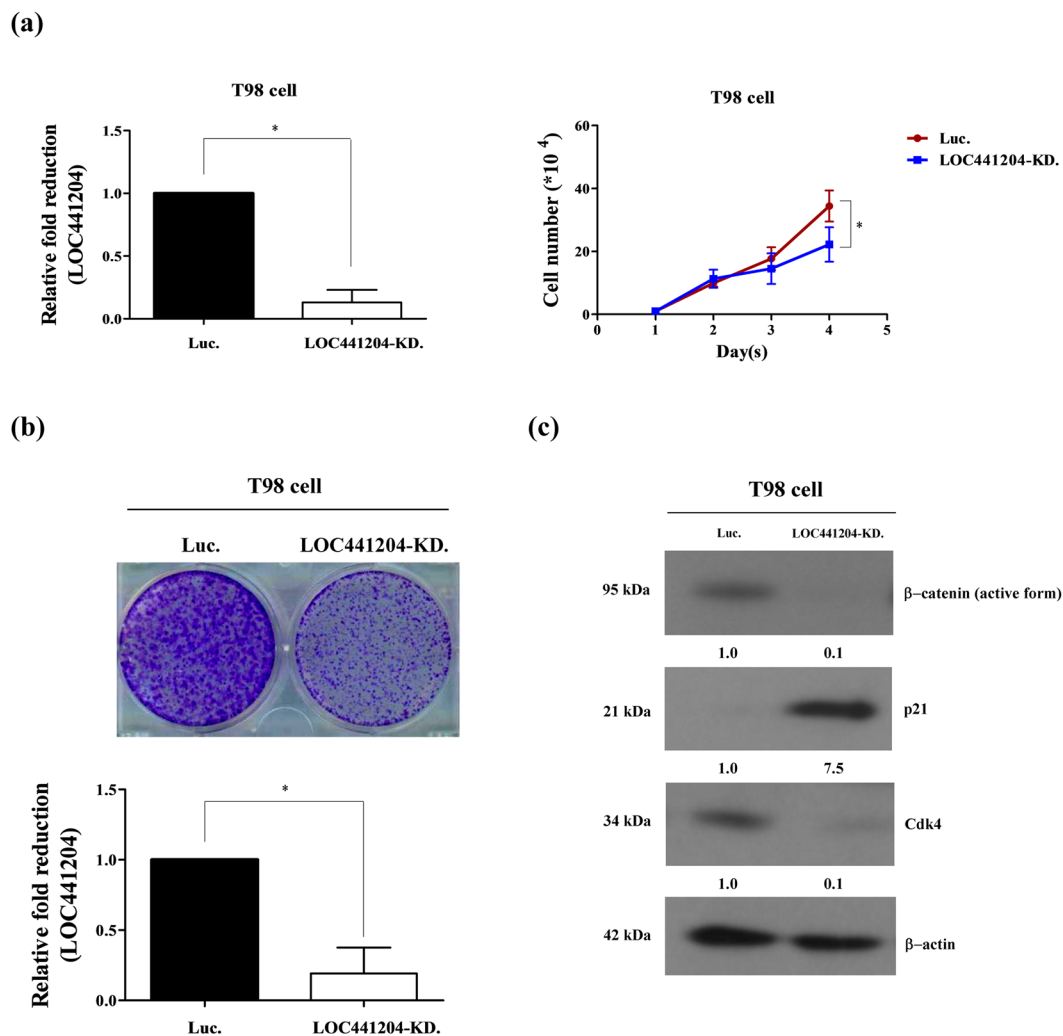 (a)
T98 cell
Relative fold reduction
(LOC441204)
1.5
1.0
0.5
0.0
*
Luc.
LOC441204-KD.
T98 cell
Cell number (*10 4)
60
40
20
0
0
1
2
3
4
5
Day(s)
*
Luc.
LOC441204-KD.
(b)
T98 cell
Luc.
LOC441204-KD.
Relative fold reduction
(LOC441204)
1.5
1.0
0.5
0.0
*
Luc.
LOC441204-KD.
(c)
T98 cell
Luc.
LOC441204-KD.
95 kDa
β−catenin (active form)
1.0
0.1
21 kDa
p21
1.0
7.5
34 kDa
Cdk4
1.0
0.1
42 kDa
β−actin